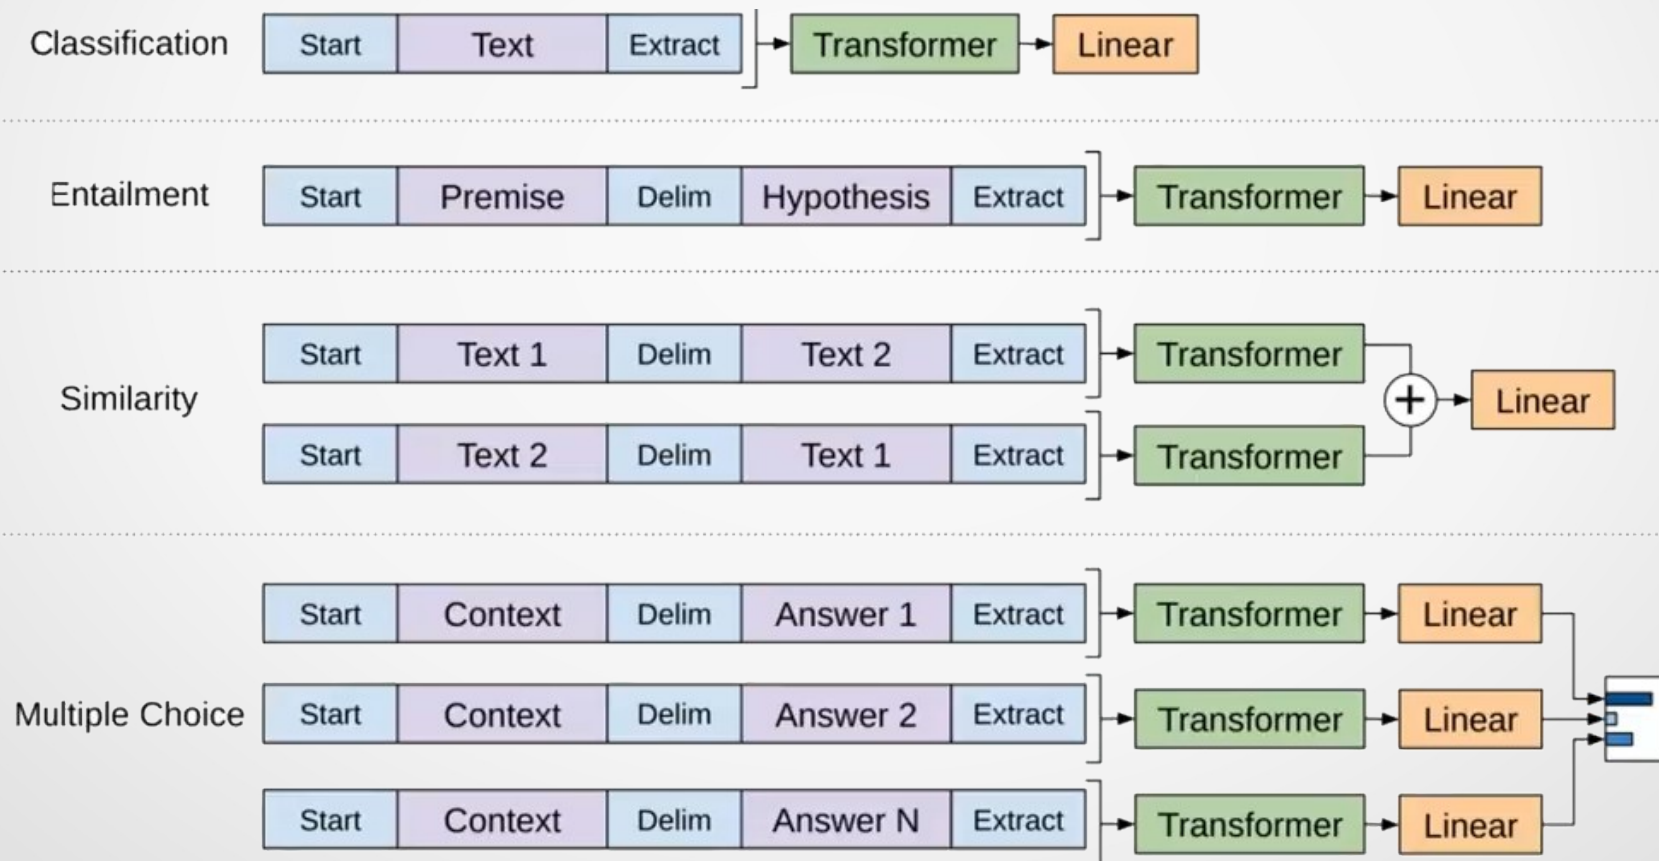 Classification Start Text Extract Transformer Linear
Entailment Start Premise Delim Hypothesis Extract Transformer Linear
Start Text 1 Delim Text 2 Extract Transformer
Similarity + Linear
Start Text 2 Delim Text 1 Extract Transformer
Start Context Delim Answer 1 Extract Transformer Linear
Multiple Choice Start Context Delim Answer 2 Extract Transformer Linear
Start Context Delim Answer N Extract Transformer Linear